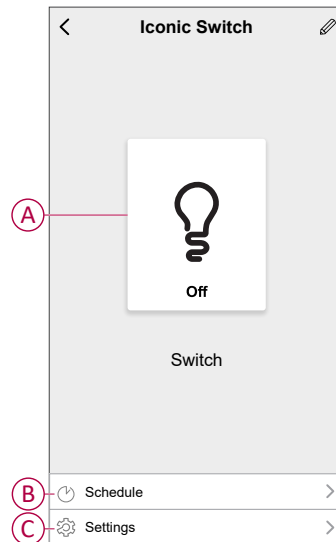 Iconic Switch
A
Off
Switch
B
Schedule
C
Settings